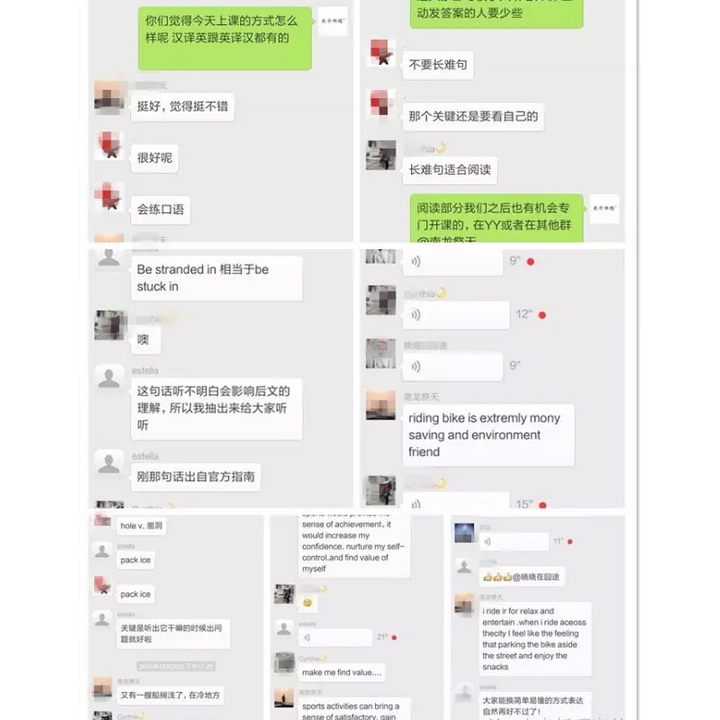 你们觉得今天上课的方式怎么
样呢 汉译英跟英译汉都有的
挺好，觉得挺不错
很好呢
会练口语
动发答案的人要少些
不要长难句
那个关键还是要看自己的
长难句适合阅读
阅读部分我们之后也有机会专
门开课的，在YY或者在其他群
@南龙祭天
Be stranded in 相当于be
stuck in
噢
estella
这句话听不明白会影响后文的
理解，所以我抽出来给大家听
听
estella
刚那句话出自官方指南
9"
12"
9"
riding bike is extremly mony
saving and environment
friend
15"
hole v. 凿洞
pack ice
pack ice
关键是听出它干嘛的时候出问
题就好啦
又有一艘船搁浅了，在冷地方
sense of achievement, it
would increase my
confidence, nurture my self-
control,and find value of
myself
21"
make me find value....
sports activities can bring a
sense of satisfactory, gain
11"
@晓晓在囧途
i ride ir for relax and
entertain .when i ride aceoss
thecity I feel like the feeling
that parking the bike aside
the street and enjoy the
snacks
大家能换简单易懂的方式表达
自然再好不过了！